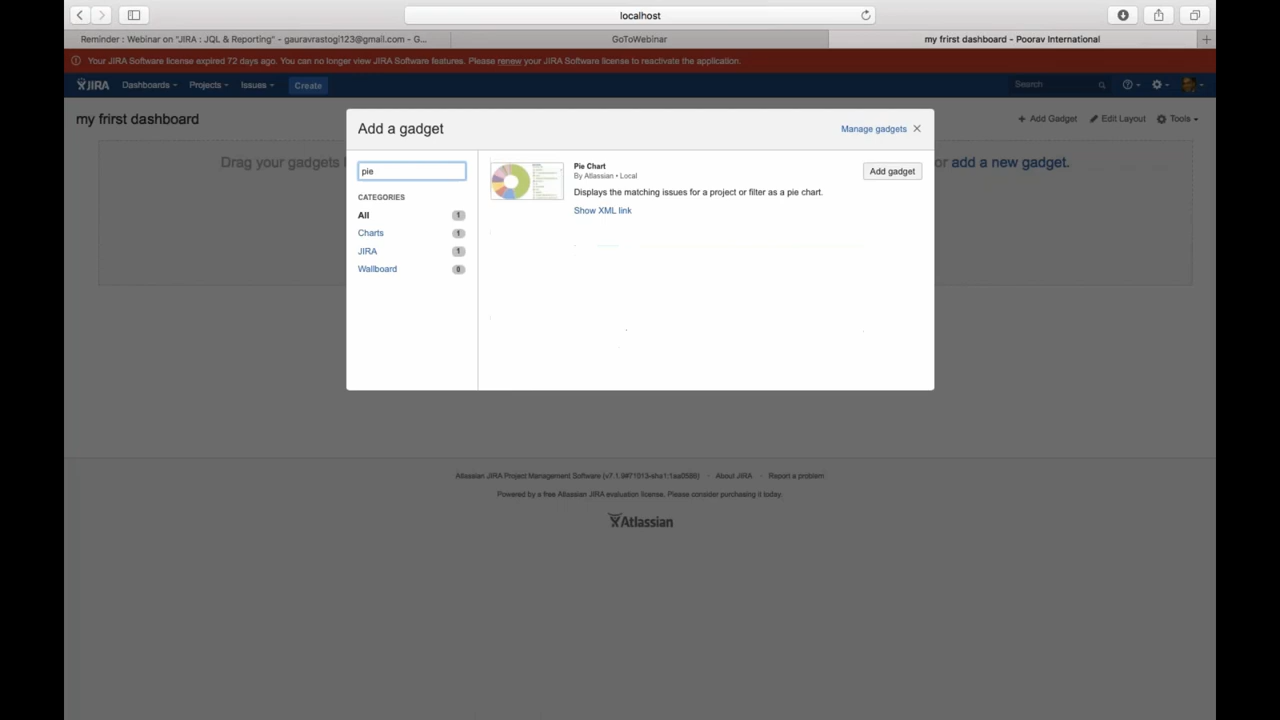 localhost
Reminder : Webinar on "JIRA : JQL & Reporting" - gauravrastogi123@gmail.com - G...
GoToWebinar
my frirst dashboard - Poorav International
Your JIRA Software license expired 72 days ago. You can no longer view JIRA Software features. Please renew your JIRA Software license to reactivate the application.
JIRA Dashboards Projects Issues Create Search
my frirst dashboard
Add Gadget Edit Layout Tools
Drag your gadgets
or add a new gadget.
Add a gadget
Manage gadgets
pie
CATEGORIES
All 1
Charts 1
JIRA 1
Wallboard 0
Pie Chart
By Atlassian • Local
Displays the matching issues for a project or filter as a pie chart.
Show XML link
Add gadget
Atlassian JIRA Project Management Software (v7.1.9#71013-sha1:1aa0586) · About JIRA · Report a problem
Powered by a free Atlassian JIRA evaluation license. Please consider purchasing it today.
Atlassian